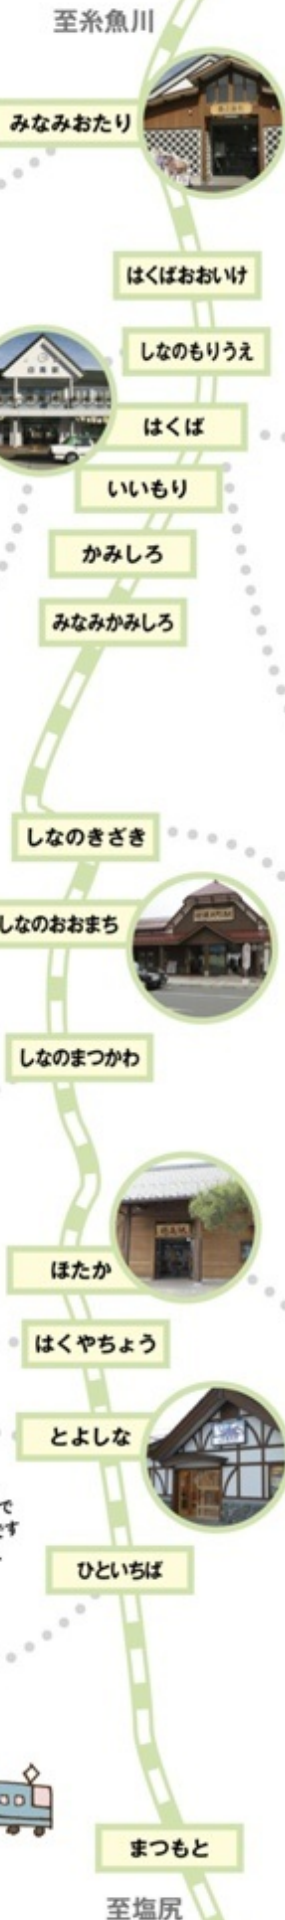 至糸魚川
みなみおたり
はくばおおいけ
しなのもりうえ
はくば
いいもり
かみしろ
みなみかみしろ
しなのきざき
しなのおおまち
しなのまつかわ
ほたか
はくやちょう
とよしな
で
です
ひといちば
まつもと
至塩尻